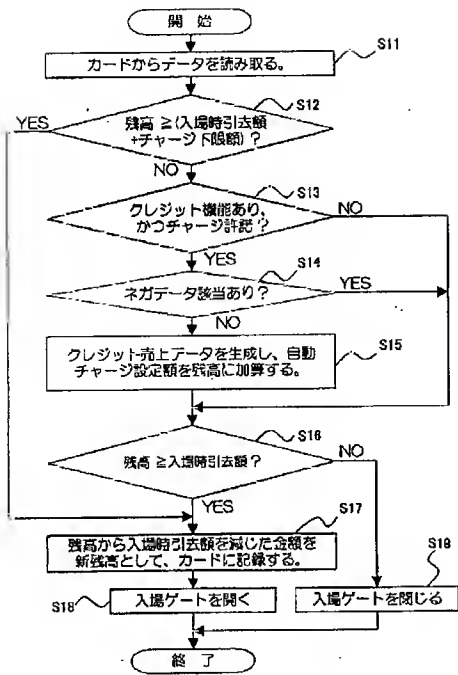 開 始
S11
カードからデータを読み取る。
S12
YES
残高≧(入場時引去額
+チャージ下限額)?
NO
S13
クレジット機能あり、
かつチャージ許諾?
NO
YES
S14
ネガデータ該当あり?
YES
NO
クレジット売上データを生成し、自動
チャージ設定額を残高に加算する。
S15
S16
残高≧入場時引去額?
NO
YES
S17
残高から入場時引去額を減じた金額を
新残高として、カードに記録する。
S18
入場ゲートを開く
S19
入場ゲートを閉じる
終 了